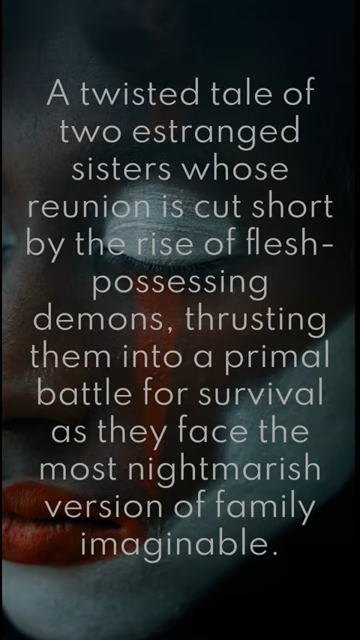 A twisted tale of
two estranged
sisters whose
reunion is cut short
by the rise of flesh-
possessing
demons, thrusting
them into a primal
battle for survival
as they face the
most nightmarish
version of family
imaginable.